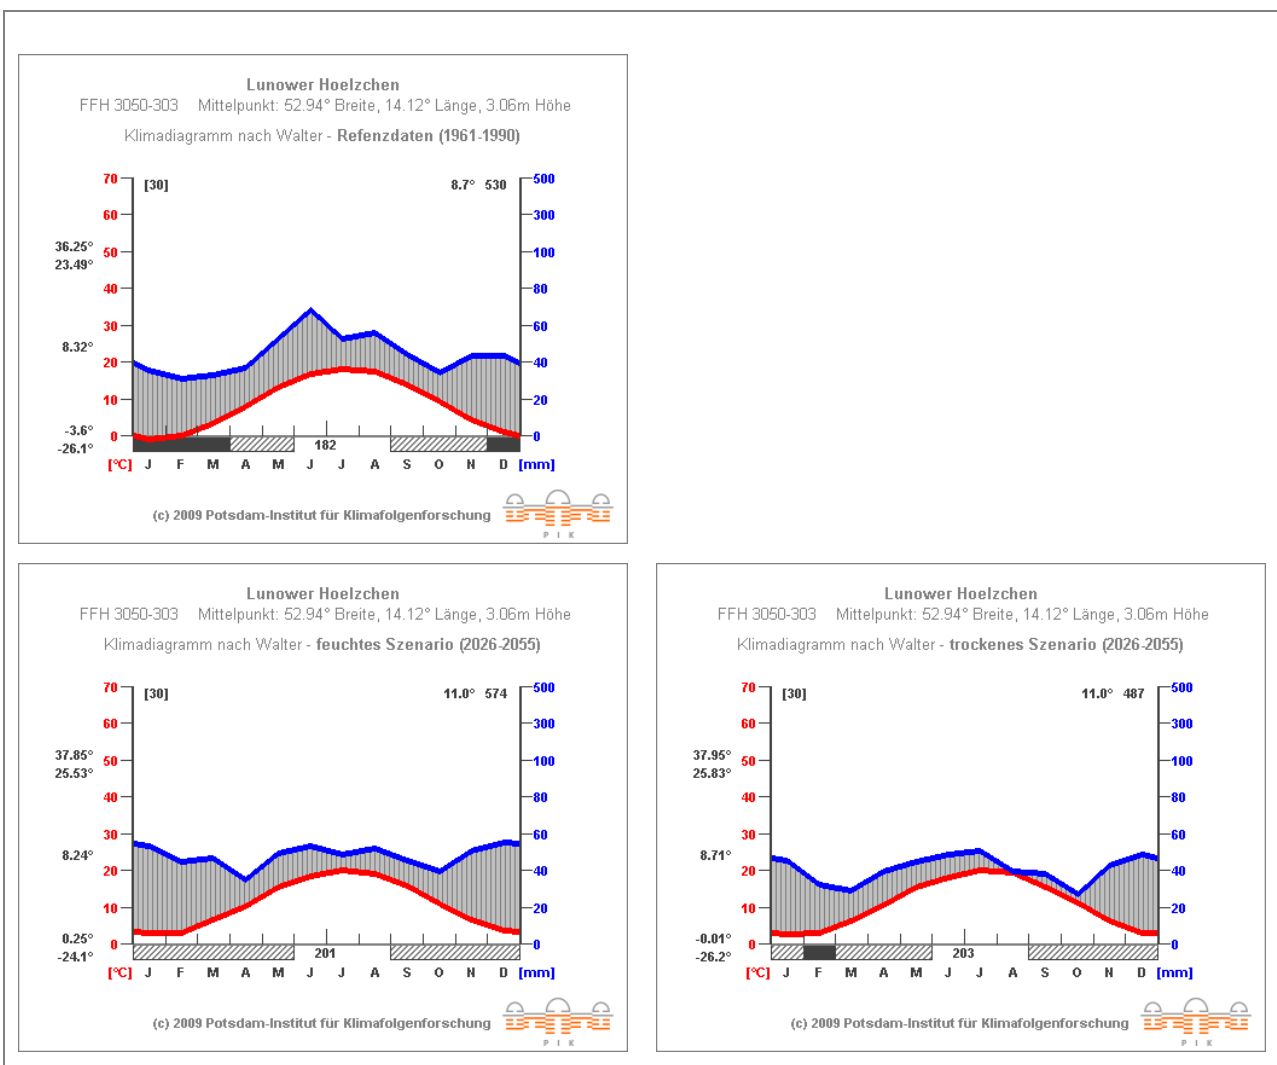 Lunower Hoelzchen
FFH 3050-303 Mittelpunkt: 52.94° Breite, 14.12° Länge, 3.06m Höhe
Klimadiagramm nach Walter - Refenzdaten (1961-1990)
70 [30] 8.7° 530 500
60 300
36.25° 50 100
23.49°
40 80
30 60
8.32° 20 40
10 20
-3.6° 0 0
-26.1° 182
[°C] J F M A M J J A S O N D [mm]
(c) 2009 Potsdam-Institut für Klimafolgenforschung
P I K
Lunower Hoelzchen
FFH 3050-303 Mittelpunkt: 52.94° Breite, 14.12° Länge, 3.06m Höhe
Klimadiagramm nach Walter - feuchtes Szenario (2026-2055)
70 [30] 11.0° 574 500
60 300
37.85° 50 100
25.53°
40 80
30 60
8.24° 20 40
10 20
0.25° 0 0
-24.1° 201
[°C] J F M A M J J A S O N D [mm]
(c) 2009 Potsdam-Institut für Klimafolgenforschung
P I K
Lunower Hoelzchen
FFH 3050-303 Mittelpunkt: 52.94° Breite, 14.12° Länge, 3.06m Höhe
Klimadiagramm nach Walter - trockenes Szenario (2026-2055)
70 [30] 11.0° 487 500
60 300
37.95° 50 100
25.83°
40 80
30 60
8.71° 20 40
10 20
-0.01° 0 0
-26.2° 203
[°C] J F M A M J J A S O N D [mm]
(c) 2009 Potsdam-Institut für Klimafolgenforschung
P I K